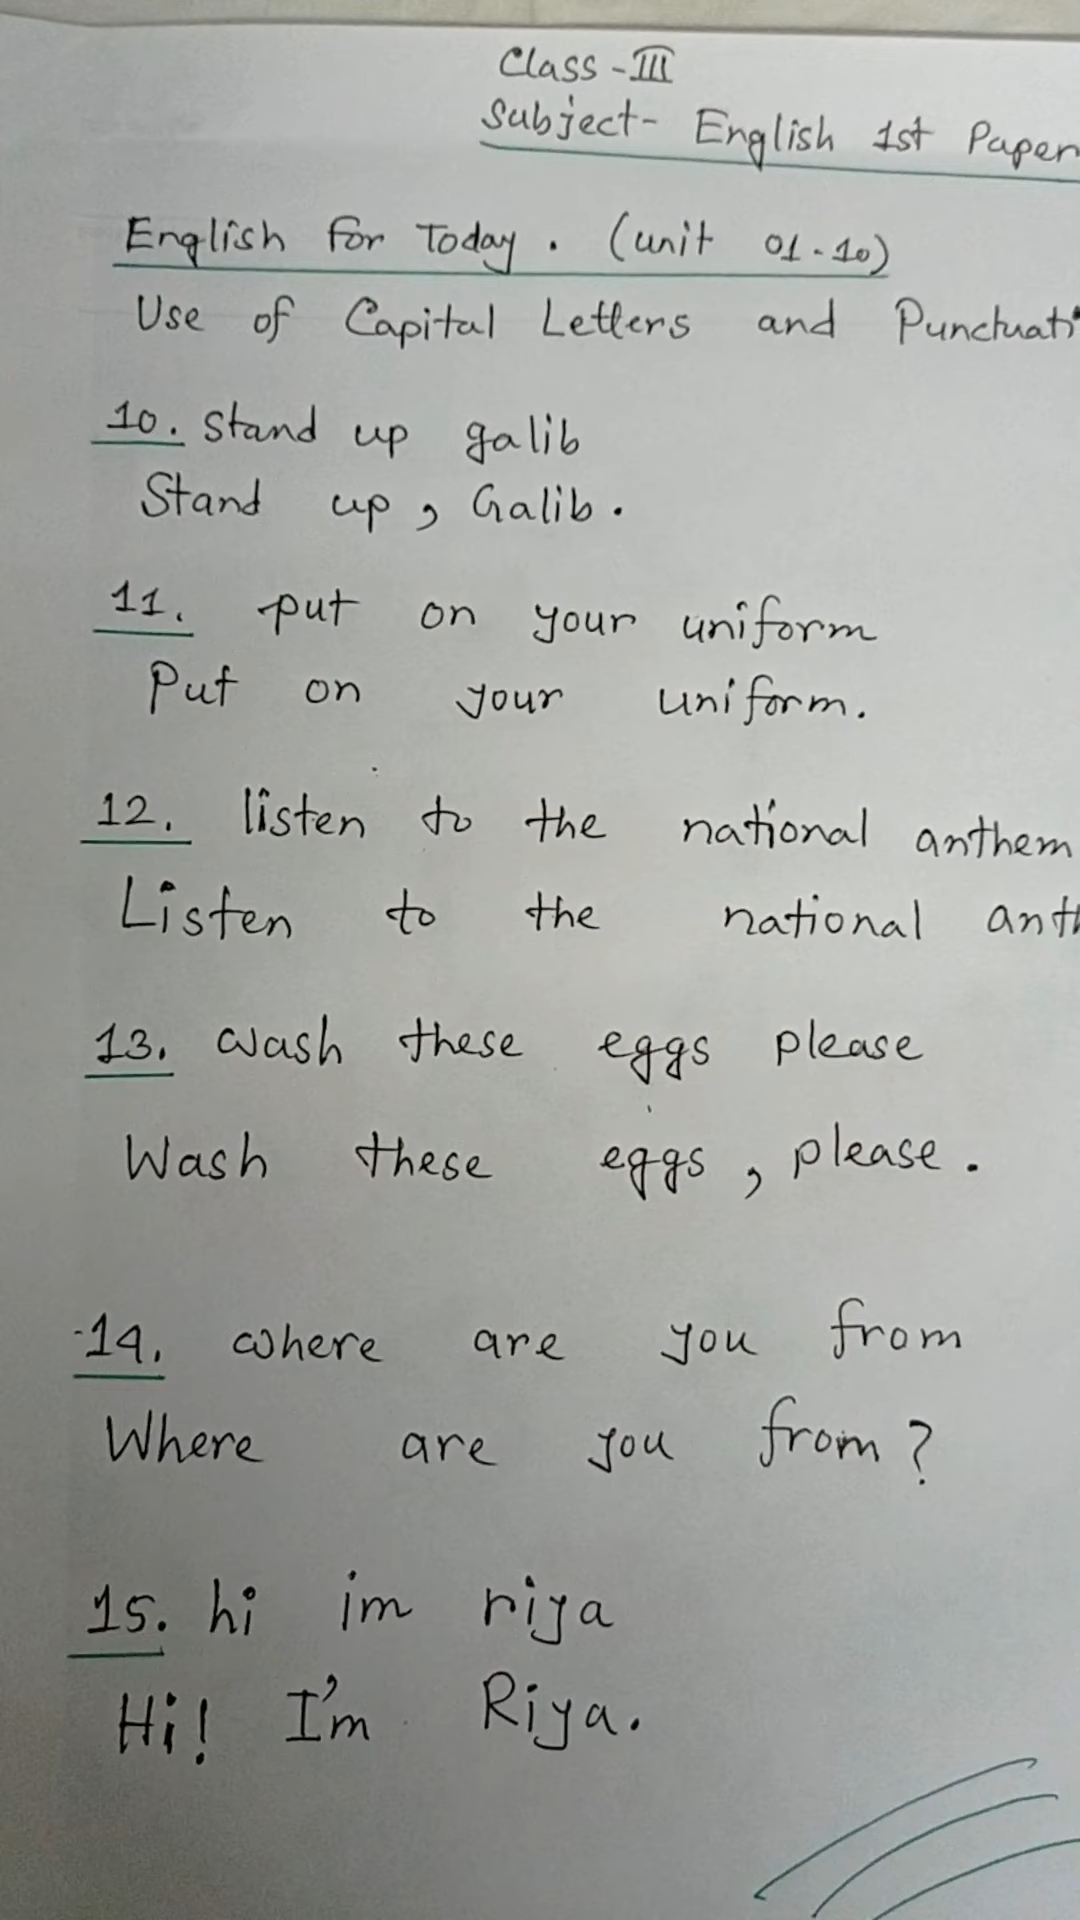 Class - III
Subject- English 1st Paper
English for Today. (unit 01-10)
Use of Capital Letters and Punctuati
10. stand up galib
Stand up, Galib.
11. put on your uniform
Put on your uniform.
12. listen to the national anthem
Listen to the national anth
13. wash these eggs please
Wash these eggs, please.
14. where are you from
Where are you from?
15. hi im riya
Hi! I'm Riya.